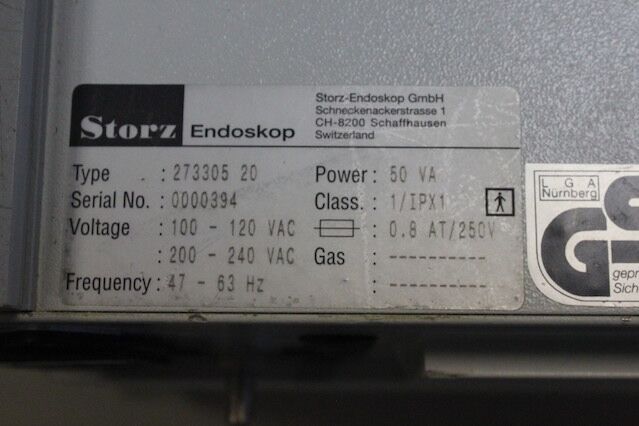 Storz Endoskop
Storz-Endoskop GmbH
Schneckenackerstrasse 1
CH-8200 Schaffhausen
Switzerland
Type : 273305 20
Serial No. : 0000394
Voltage : 100 - 120 VAC
: 200 - 240 VAC
Frequency : 47 - 63 Hz
Power : 50 VA
Class. : 1/IPX1
: 0.8 AT/250V
Gas : ----------
: ----------
LGA
Nürnberg
GS
gepr
Sich